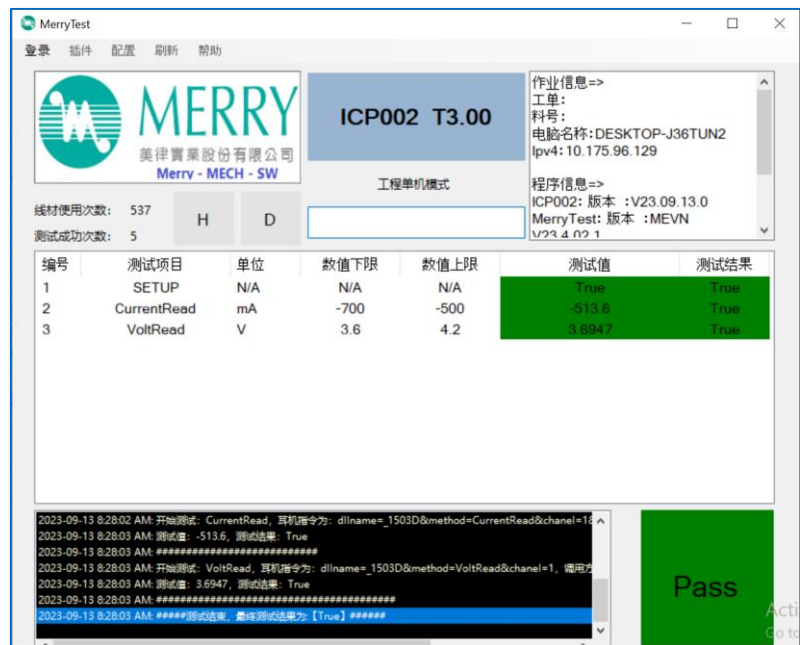 MerryTest
登录 插件 配置 刷新 帮助
MERRY
美律實業股份有限公司
Merry - MECH - SW
ICP002 T3.00
作业信息=>
工单:
料号:
电脑名称:DESKTOP-J36TUN2
Ipv4:10.175.96.129
程序信息=>
ICP002: 版本 :V23.09.13.0
MerryTest: 版本 :MEVN
V23.4.02.1
工程单机模式
线材使用次数: 537
测试成功次数: 5
H D
编号 测试项目 单位 数值下限 数值上限 测试值 测试结果
1 SETUP N/A N/A N/A True True
2 CurrentRead mA -700 -500 -513.6 True
3 VoltRead V 3.6 4.2 3.6947 True
2023-09-13 8:28:02 AM: 开始测试: CurrentRead, 耳机指令为: dllname=_1503D&method=CurrentRead&chanel=1&
2023-09-13 8:28:03 AM: 测试值: -513.6, 测试结果: True
2023-09-13 8:28:03 AM: ###########################
2023-09-13 8:28:03 AM: 开始测试: VoltRead, 耳机指令为: dllname=_1503D&method=VoltRead&chanel=1, 调用方
2023-09-13 8:28:03 AM: 测试值: 3.6947, 测试结果: True
2023-09-13 8:28:03 AM: ########################################
2023-09-13 8:28:03 AM: #####测试结束, 最终测试结果为:【True】######
Pass
Acti
Go to